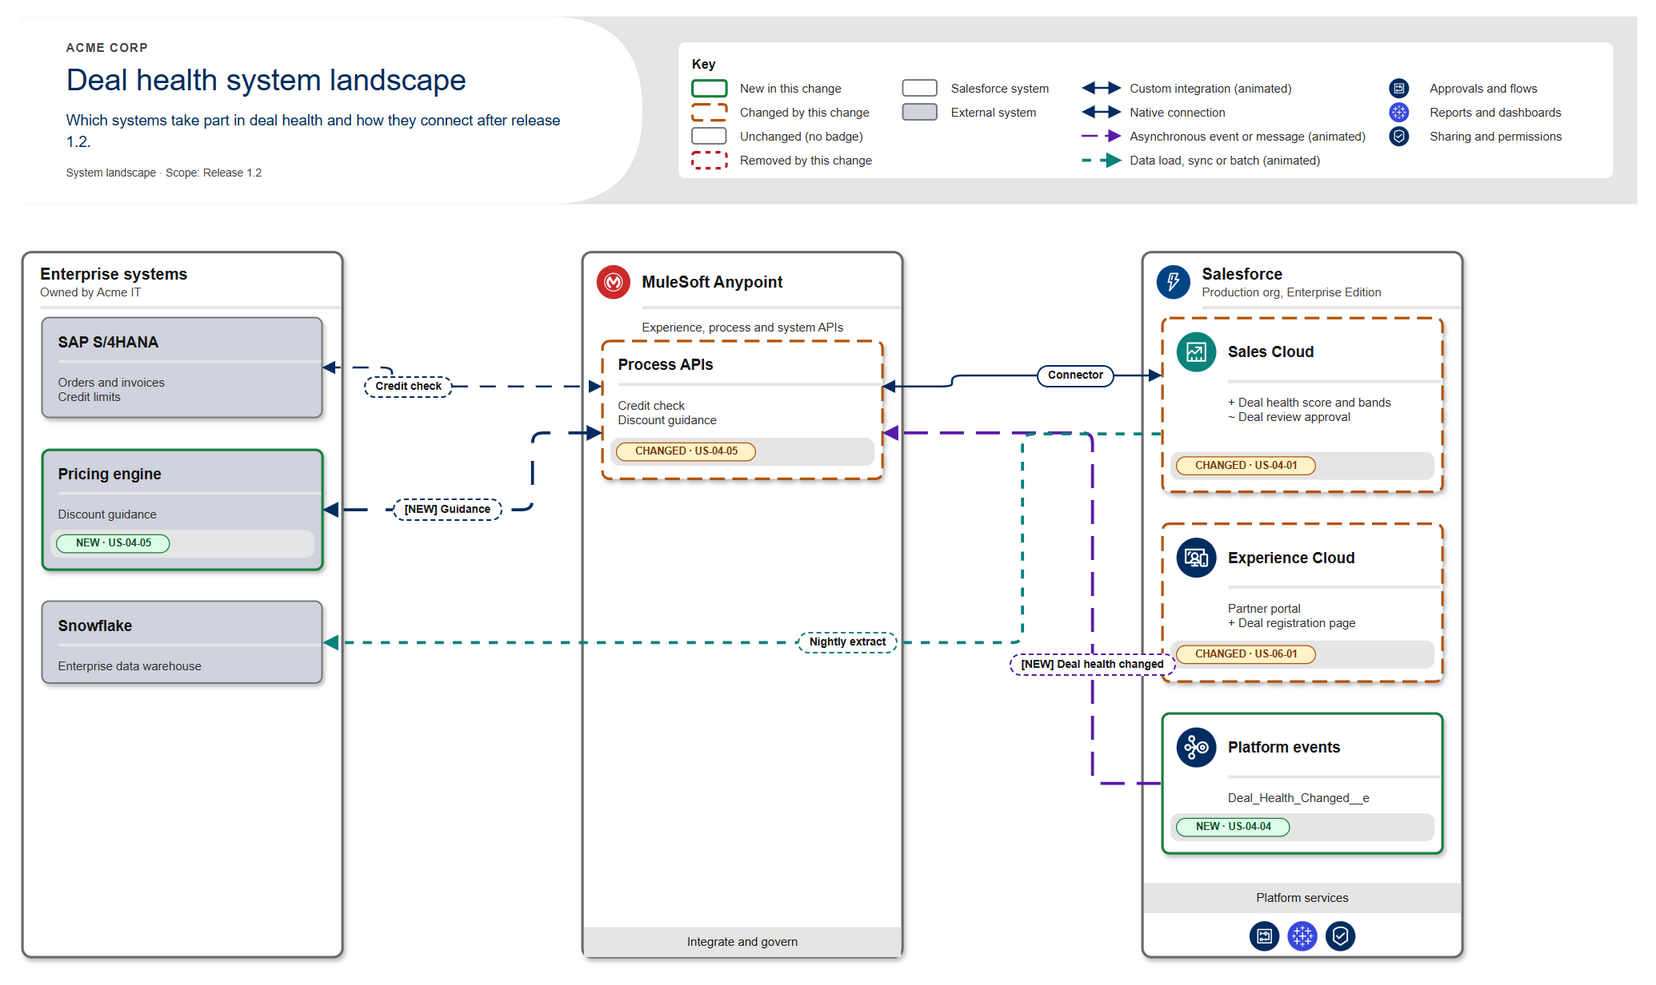 ACME CORP
Deal health system landscape
Which systems take part in deal health and how they connect after release
1.2.
System landscape · Scope: Release 1.2
Key
New in this change
Changed by this change
Unchanged (no badge)
Removed by this change
Salesforce system
External system
Custom integration (animated)
Native connection
Asynchronous event or message (animated)
Data load, sync or batch (animated)
Approvals and flows
Reports and dashboards
Sharing and permissions
Enterprise systems
Owned by Acme IT
SAP S/4HANA
Orders and invoices
Credit limits
Pricing engine
Discount guidance
NEW · US-04-05
Snowflake
Enterprise data warehouse
Credit check
[NEW] Guidance
Nightly extract
MuleSoft Anypoint
Experience, process and system APIs
Process APIs
Credit check
Discount guidance
CHANGED · US-04-05
Integrate and govern
Connector
[NEW] Deal health changed
Salesforce
Production org, Enterprise Edition
Sales Cloud
+ Deal health score and bands
~ Deal review approval
CHANGED · US-04-01
Experience Cloud
Partner portal
+ Deal registration page
CHANGED · US-06-01
Platform events
Deal_Health_Changed__e
NEW · US-04-04
Platform services